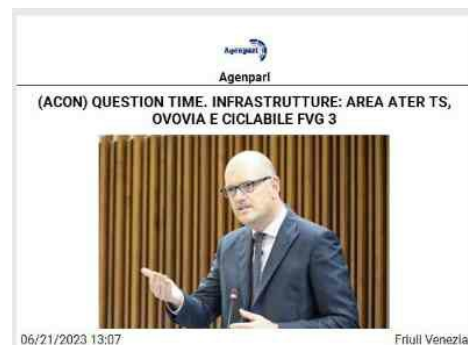 Agenparl
Agenparl
(ACON) QUESTION TIME. INFRASTRUTTURE: AREA ATER TS,
OVOVIA E CICLABILE FVG 3
06/21/2023 13:07
Friuli Venezia